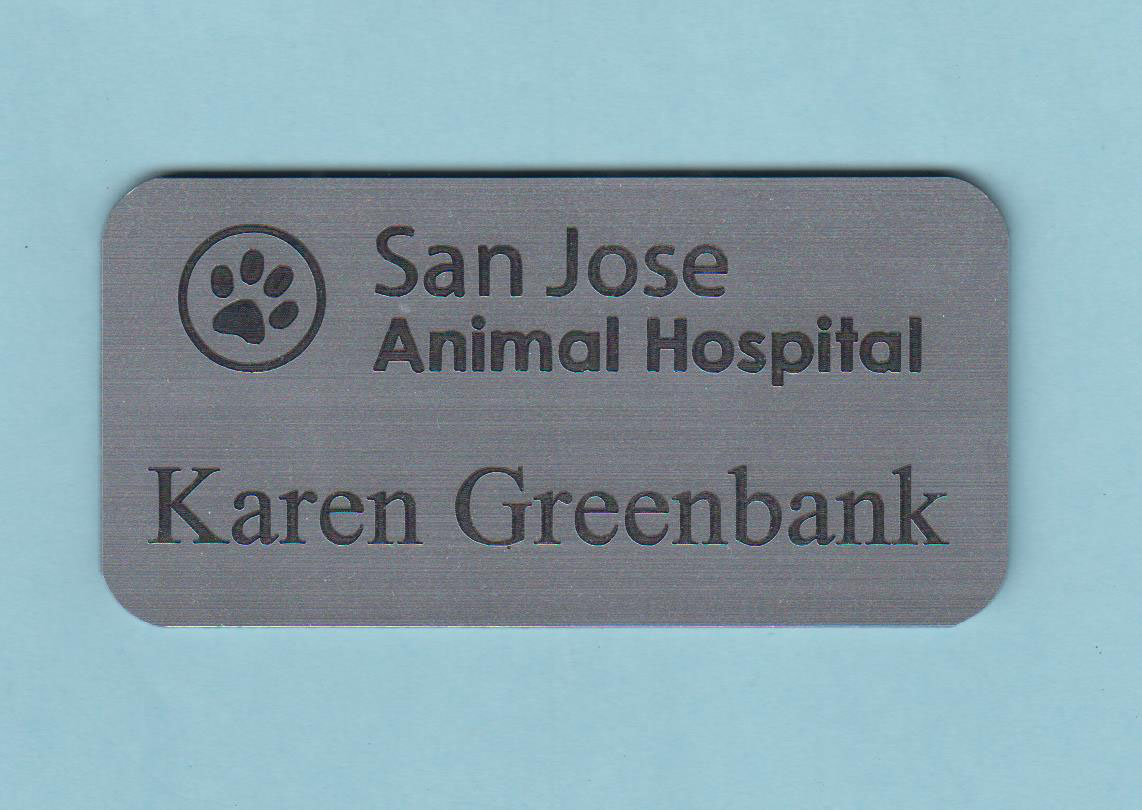 San Jose
Animal Hospital
Karen Greenbank